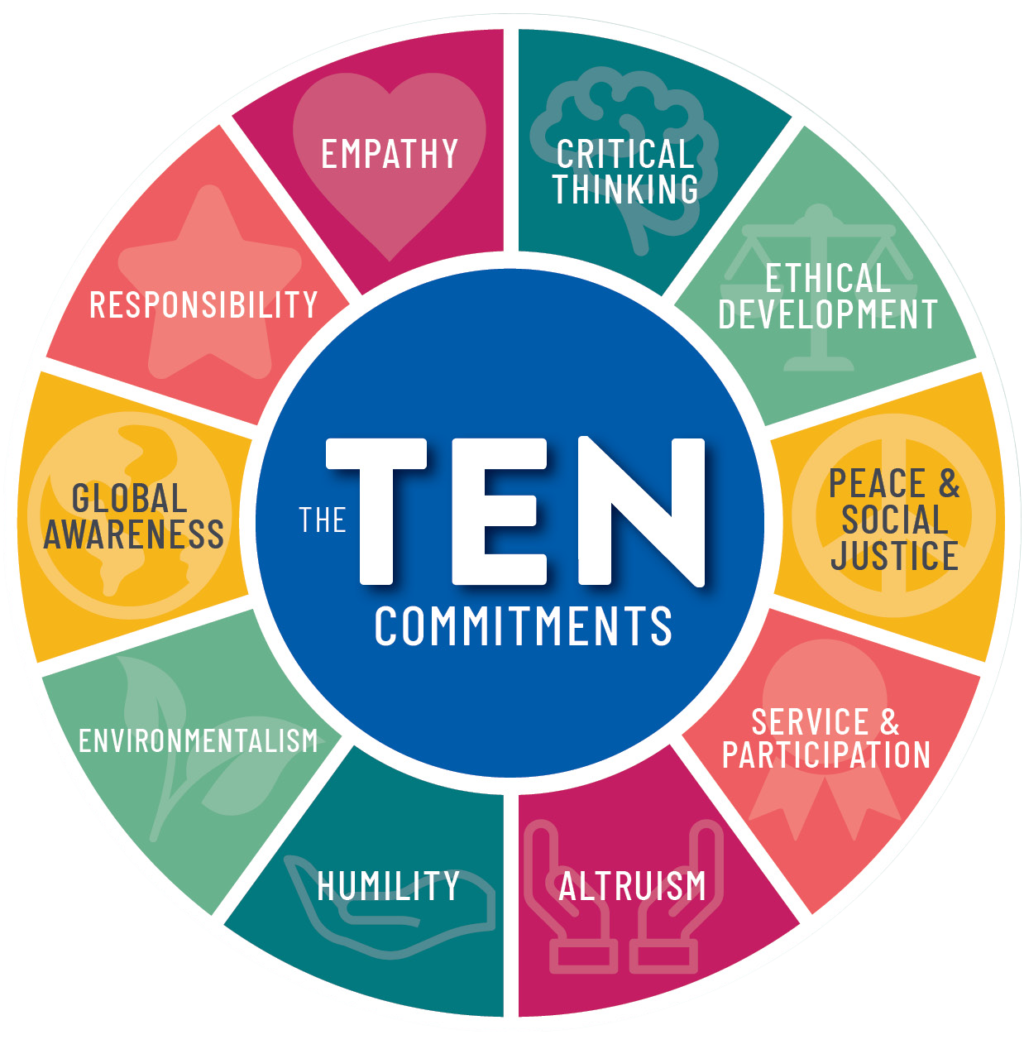 THE TEN
COMMITMENTS
CRITICAL
THINKING
ETHICAL
DEVELOPMENT
PEACE &
SOCIAL
JUSTICE
SERVICE &
PARTICIPATION
ALTRUISM
HUMILITY
ENVIRONMENTALISM
GLOBAL
AWARENESS
RESPONSIBILITY
EMPATHY